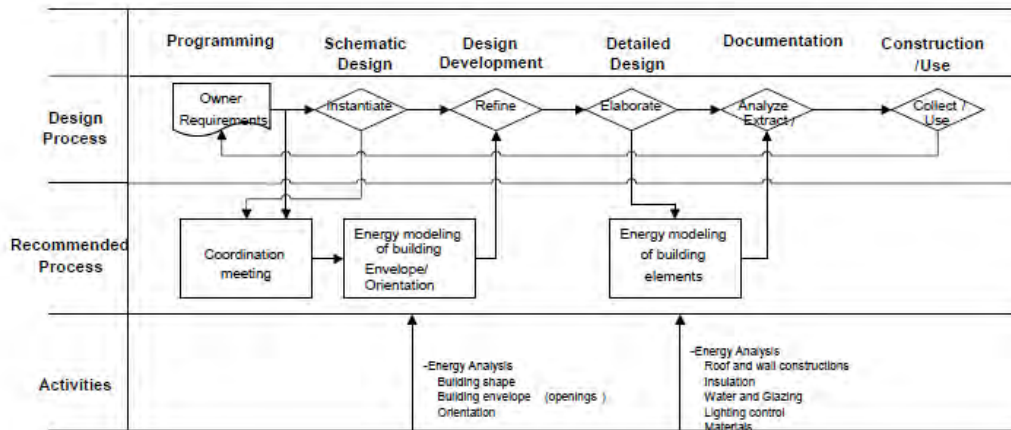 Programming
Schematic
Design
Design
Development
Detailed
Design
Documentation
Construction
/Use
Design
Process
Owner
Requirements
Instantiate
Refine
Elaborate
Analyze
Extract /
Collect /
Use
Recommended
Process
Coordination
meeting
Energy modeling
of building
Envelope/
Orientation
Energy modeling
of building
elements
Activities
-Energy Analysis
Building shape
Building envelope (openings )
Orientation
-Energy Analysis
Roof and wall constructions
Insulation
Water and Glazing
Lighting control
Materials